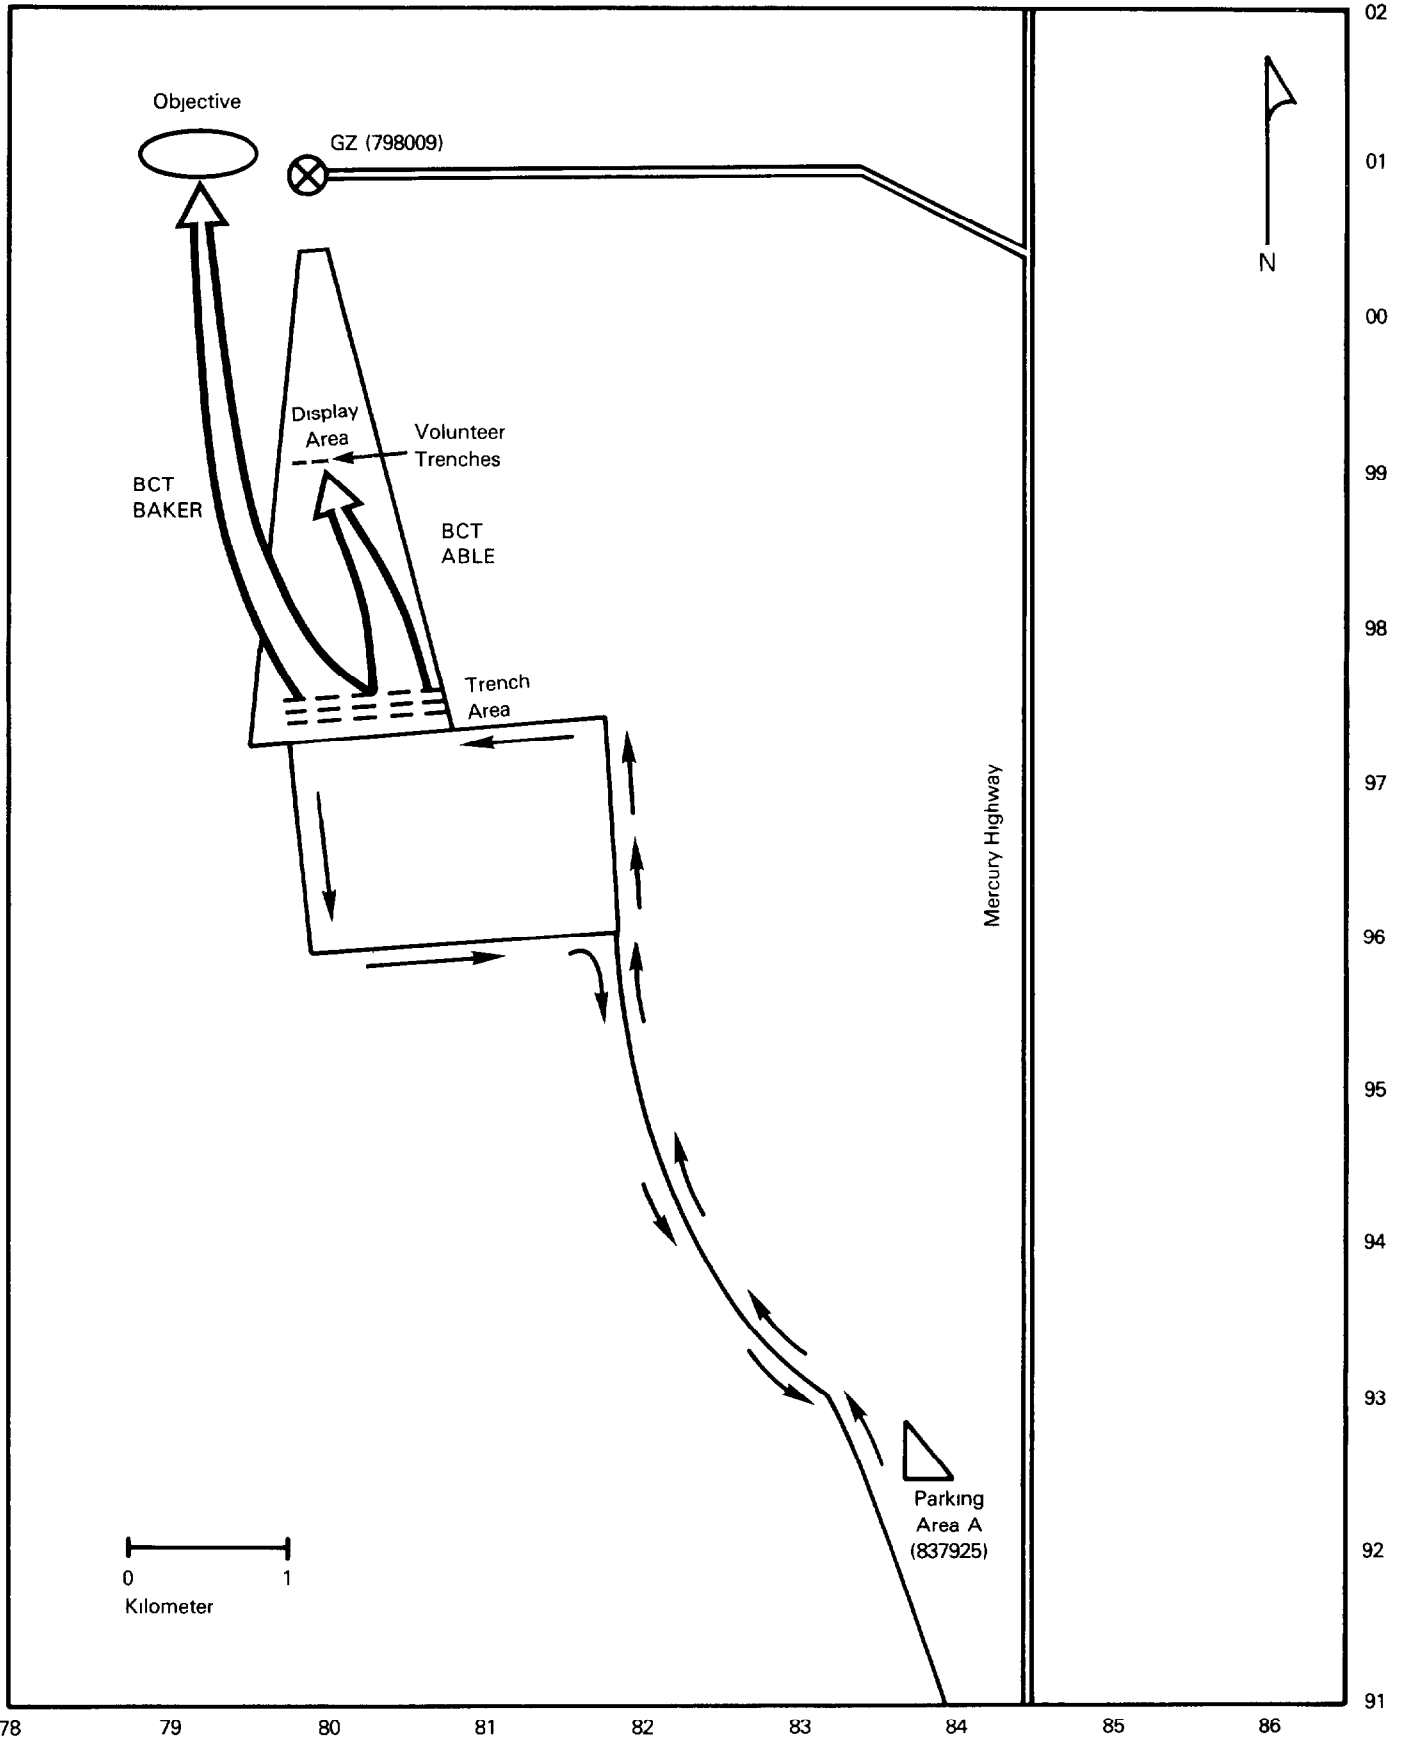 02
Objective
GZ (798009)
01
N
00
Display
Area
Volunteer
Trenches
99
BCT
BAKER
BCT
ABLE
98
Trench
Area
97
Mercury Highway
96
95
94
93
Parking
Area A
(837925)
92
0 1
Kilometer
91
78 79 80 81 82 83 84 85 86